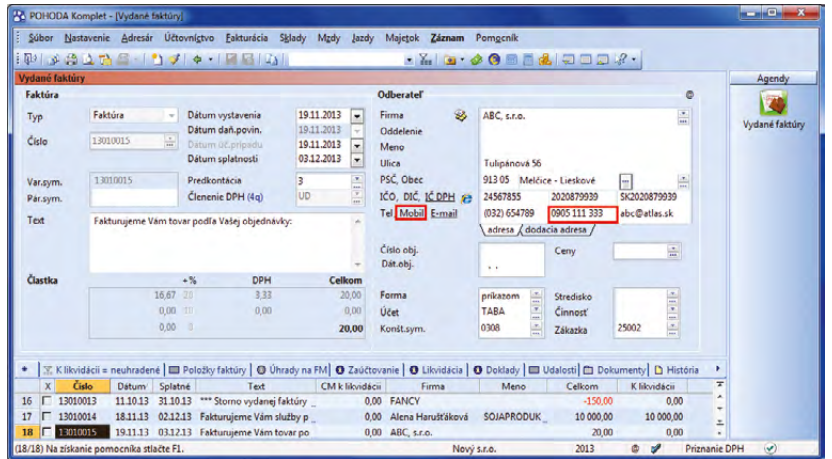 POHODA Komplet - [Vydané faktúry]
Súbor Nastavenie Adresár Účtovníctvo Fakturácia Sklady Mzdy Jazdy Majetok Záznam Pomocník
Vydané faktúry
Agendy
Vydané faktúry
Faktúra
Odberateľ
Typ Faktúra Dátum vystavenia 19.11.2013 Firma ABC, s.r.o.
Dátum daň.povin. 19.11.2013 Oddelenie
Číslo 13010015 Dátum úč.prípadu 19.11.2013 Meno
Dátum splatnosti 03.12.2013 Ulica Tulipánová 56
Var.sym. 13010015 Predkontácia 3 PSČ, Obec 913 05 Melčice - Lieskové
Pár.sym. Členenie DPH (4q) UD IČO, DIČ, IČ DPH 24567855 2020879939 SK2020879939
Text Fakturujeme Vám tovar podľa Vašej objednávky: Tel Mobil E-mail (032) 654789 0905 111 333 abc@atlas.sk
adresa dodacia adresa
Číslo obj. Ceny
Dát.obj. . .
Čiastka +% DPH Celkom
16,67 20 3,33 20,00 Forma príkazom Stredisko
0,00 10 0,00 0,00 Účet TABA Činnosť
0,00 0 20,00 Konšt.sym. 0308 Zákazka 25002
K likvidácii = neuhradené Položky faktúry Úhrady na FM Zaúčtovanie Likvidácia Doklady Udalosti Dokumenty História
X Číslo Dátum Splatné Text CM k likvidácii Firma Meno Celkom K likvidácii
16 13010013 11.10.13 31.10.13 *** Storno vydanej faktúry 0,00 FANCY -150,00 0,00
17 13010014 18.11.13 02.12.13 Fakturujeme Vám služby p 0,00 Alena Harušťáková SOJAPRODUK 10 000,00 10 000,00
18 13010015 19.11.13 03.12.13 Fakturujeme Vám tovar po 0,00 ABC, s.r.o. 20,00 0,00
(18/18) Na získanie pomocníka stlačte F1. Nový s.r.o. 2013 @ Priznanie DPH